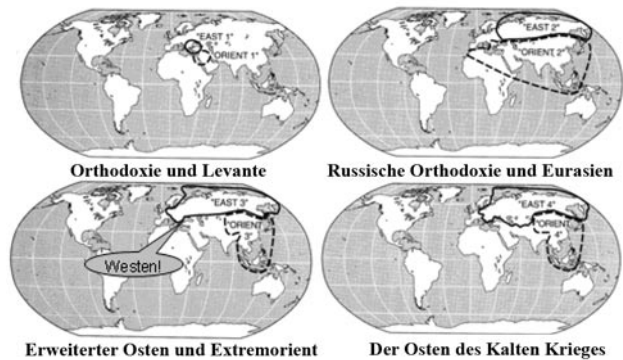 "EAST 1"
"ORIENT 1"
Orthodoxie und Levante
"EAST 2"
"ORIENT 2"
Russische Orthodoxie und Eurasien
"EAST 3"
"ORIENT
3"
Westen!
Erweiterter Osten und Extremorient
"EAST 4"
"ORIENT
4"
Der Osten des Kalten Krieges